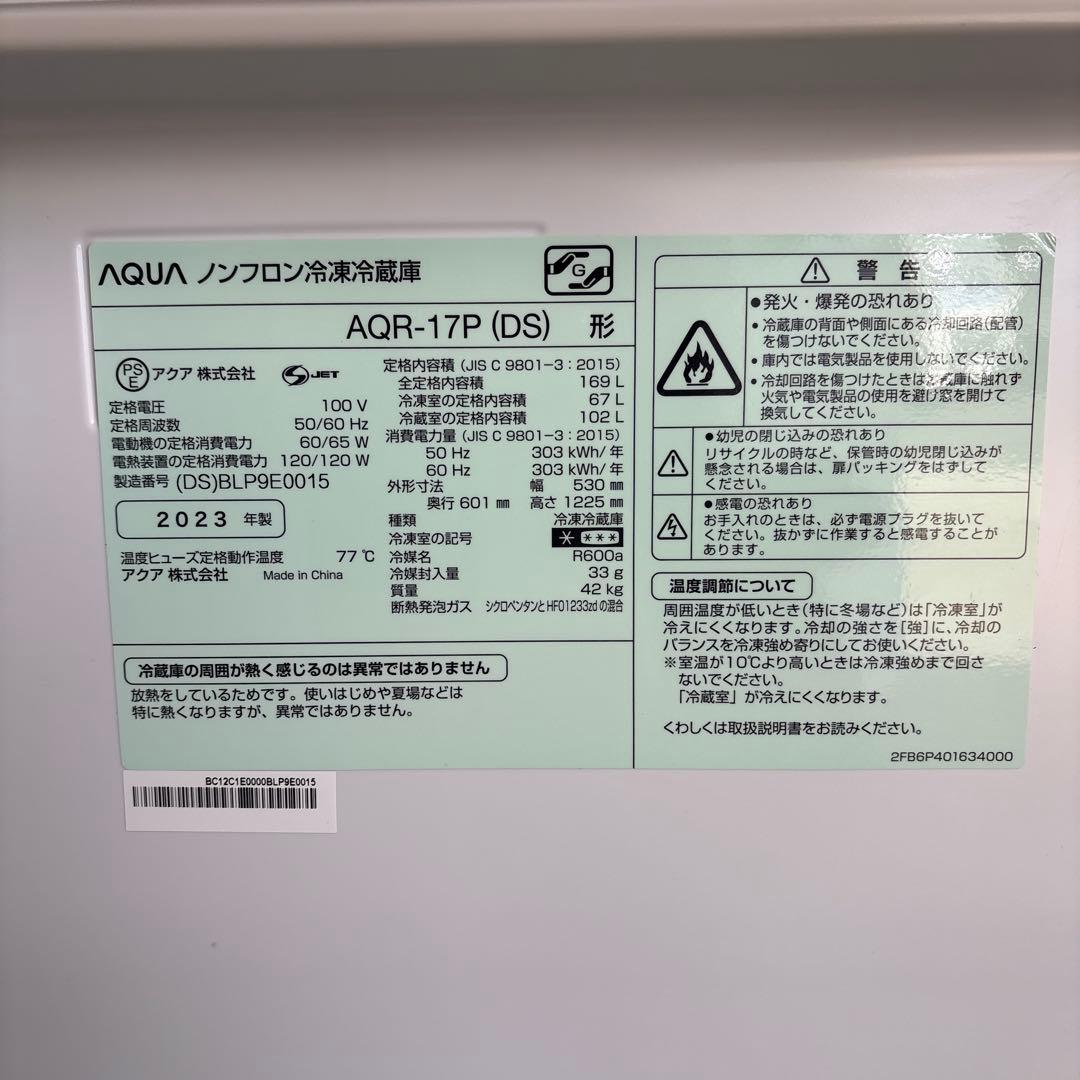 AQUA ノンフロン冷凍冷蔵庫
G
AQR-17P (DS) 形
PS
E
アクア 株式会社
S JET
定格電圧 100 V
定格周波数 50/60 Hz
電動機の定格消費電力 60/65 W
電熱装置の定格消費電力 120/120 W
製造番号 (DS)BLP9E0015
2023 年製
温度ヒューズ定格動作温度 77 ℃
アクア 株式会社 Made in China
定格内容積 (JIS C 9801-3：2015)
全定格内容積 169 L
冷凍室の定格内容積 67 L
冷蔵室の定格内容積 102 L
消費電力量 (JIS C 9801-3：2015)
50 Hz 303 kWh/年
60 Hz 303 kWh/年
外形寸法 幅 530 ㎜
奥行 601 ㎜ 高さ 1225 ㎜
種類 冷凍冷蔵庫
冷凍室の記号 * ***
冷媒名 R600a
冷媒封入量 33 g
質量 42 kg
断熱発泡ガス シクロペンタンとHFO1233zdの混合
冷蔵庫の周囲が熱く感じるのは異常ではありません
放熱をしているためです。使いはじめや夏場などは
特に熱くなりますが、異常ではありません。
⚠ 警告
●発火・爆発の恐れあり
・冷蔵庫の背面や側面にある冷却回路(配管)
を傷つけないでください。
・庫内では電気製品を使用しないでください。
・冷却回路を傷つけたときは冷蔵庫に触れず
火気や電気製品の使用を避け窓を開けて
換気してください。
●幼児の閉じ込みの恐れあり
リサイクルの時など、保管時の幼児閉じ込みが
懸念される場合は、扉パッキングをはずして
ください。
●感電の恐れあり
お手入れのときは、必ず電源プラグを抜いて
ください。抜かずに作業すると感電することが
あります。
温度調節について
周囲温度が低いとき(特に冬場など)は「冷凍室」が
冷えにくくなります。冷却の強さを[強]に、冷却の
バランスを冷凍強め寄りにしてお使いください。
※室温が10℃より高いときは冷凍強めまで回さ
ないでください。
「冷蔵室」が冷えにくくなります。
くわしくは取扱説明書をお読みください。
2FB6P401634000
BC12C1E0000BLP9E0015